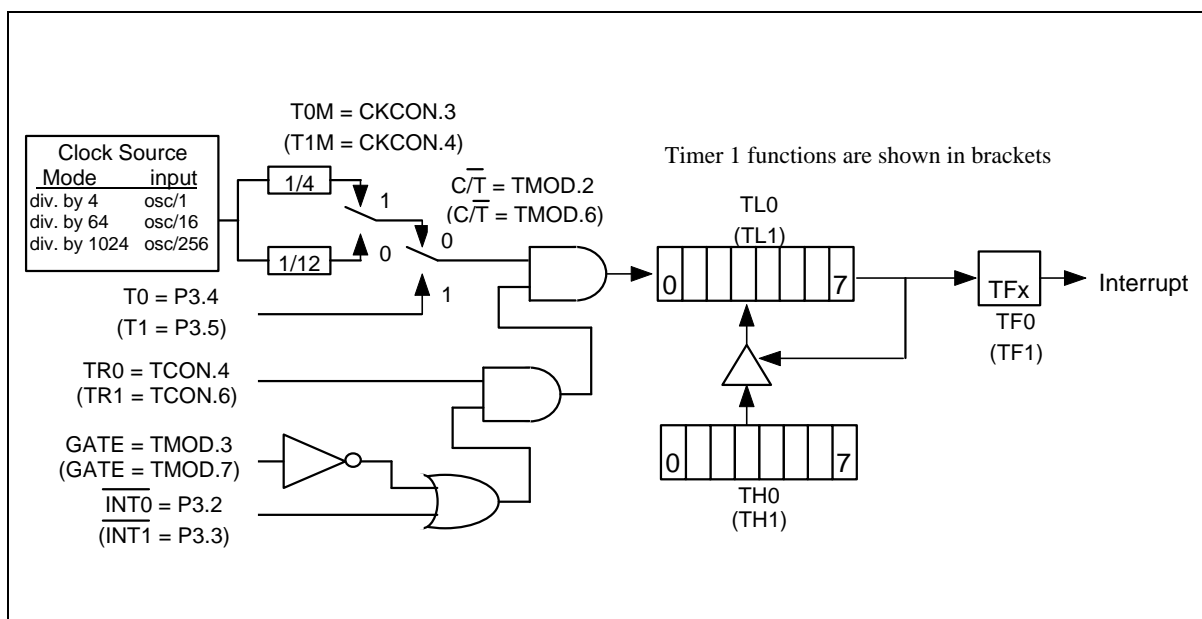 T0M = CKCON.3
(T1M = CKCON.4)
Clock Source
Mode input
div. by 4 osc/1
div. by 64 osc/16
div. by 1024 osc/256
1/4
1/12
1
0
C/T̅ = TMOD.2
(C/T̅ = TMOD.6)
0
1
T0 = P3.4
(T1 = P3.5)
TR0 = TCON.4
(TR1 = TCON.6)
GATE = TMOD.3
(GATE = TMOD.7)
I̅N̅T̅0̅ = P3.2
(I̅N̅T̅1̅ = P3.3)
Timer 1 functions are shown in brackets
TL0
(TL1)
0 7
TFx
Interrupt
TF0
(TF1)
0 7
TH0
(TH1)